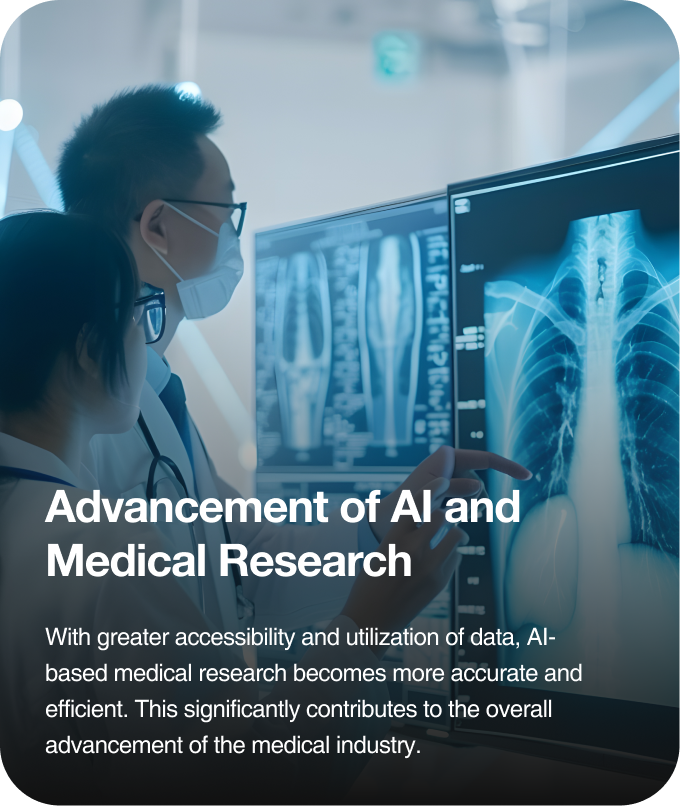 Advancement of AI and
Medical Research
With greater accessibility and utilization of data, AI-
based medical research becomes more accurate and
efficient. This significantly contributes to the overall
advancement of the medical industry.